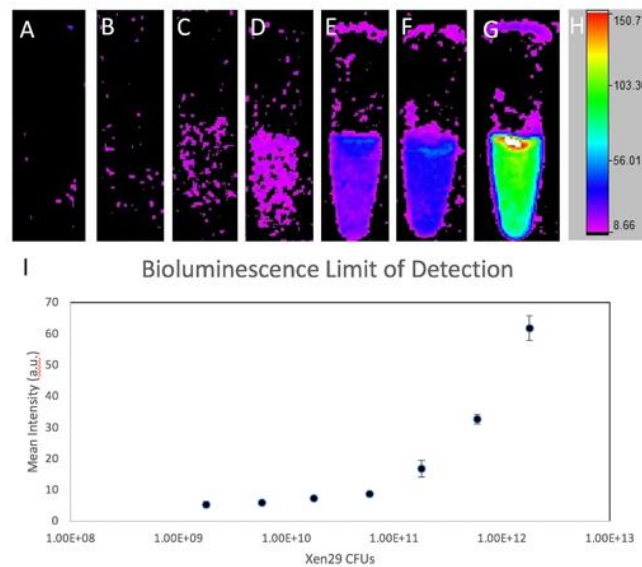 A B C D E F G H
150.7
103.30
56.01
8.66
I
Bioluminescence Limit of Detection
70
60
50
40
30
20
10
0
Mean Intensity (a.u.)
1.00E+08 1.00E+09 1.00E+10 1.00E+11 1.00E+12 1.00E+13
Xen29 CFUs